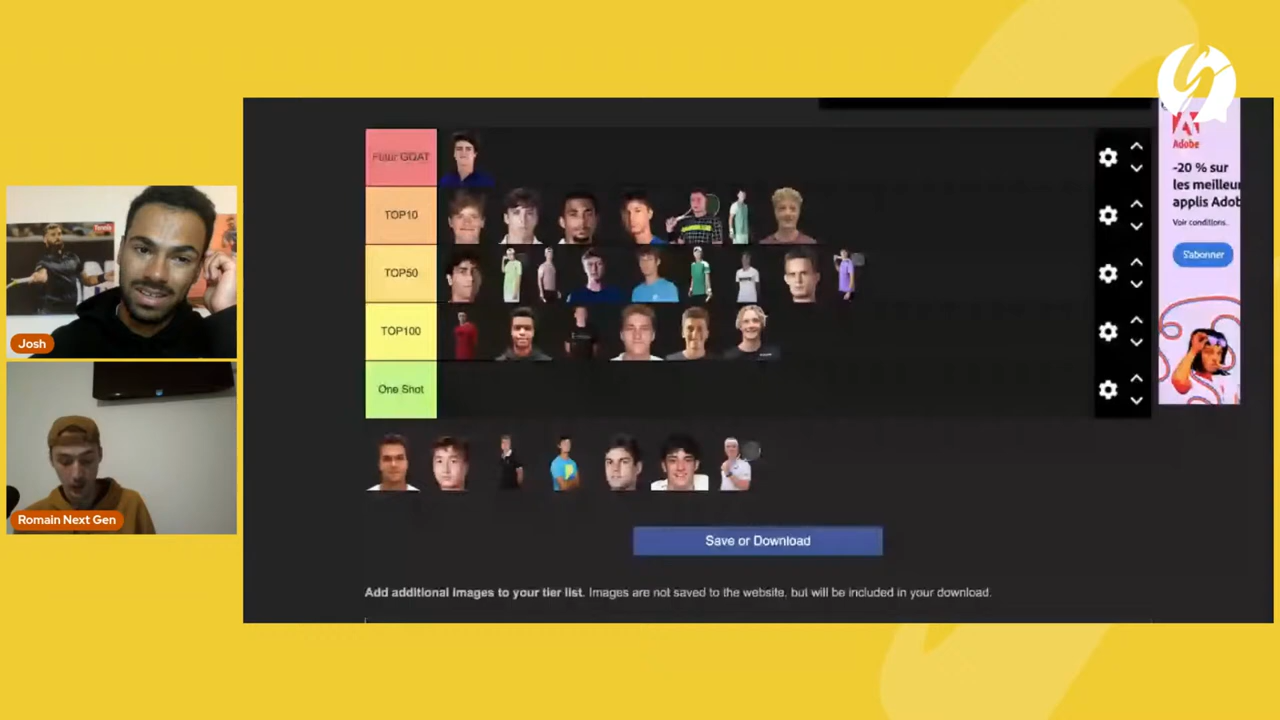 Adobe
-20 % sur
les meilleur
applis Adob
Voir conditions.
S'abonner
Futur GOAT
TOP10
TOP50
TOP100
One Shot
Josh
Romain Next Gen
Save or Download
Add additional images to your tier list. Images are not saved to the website, but will be included in your download.